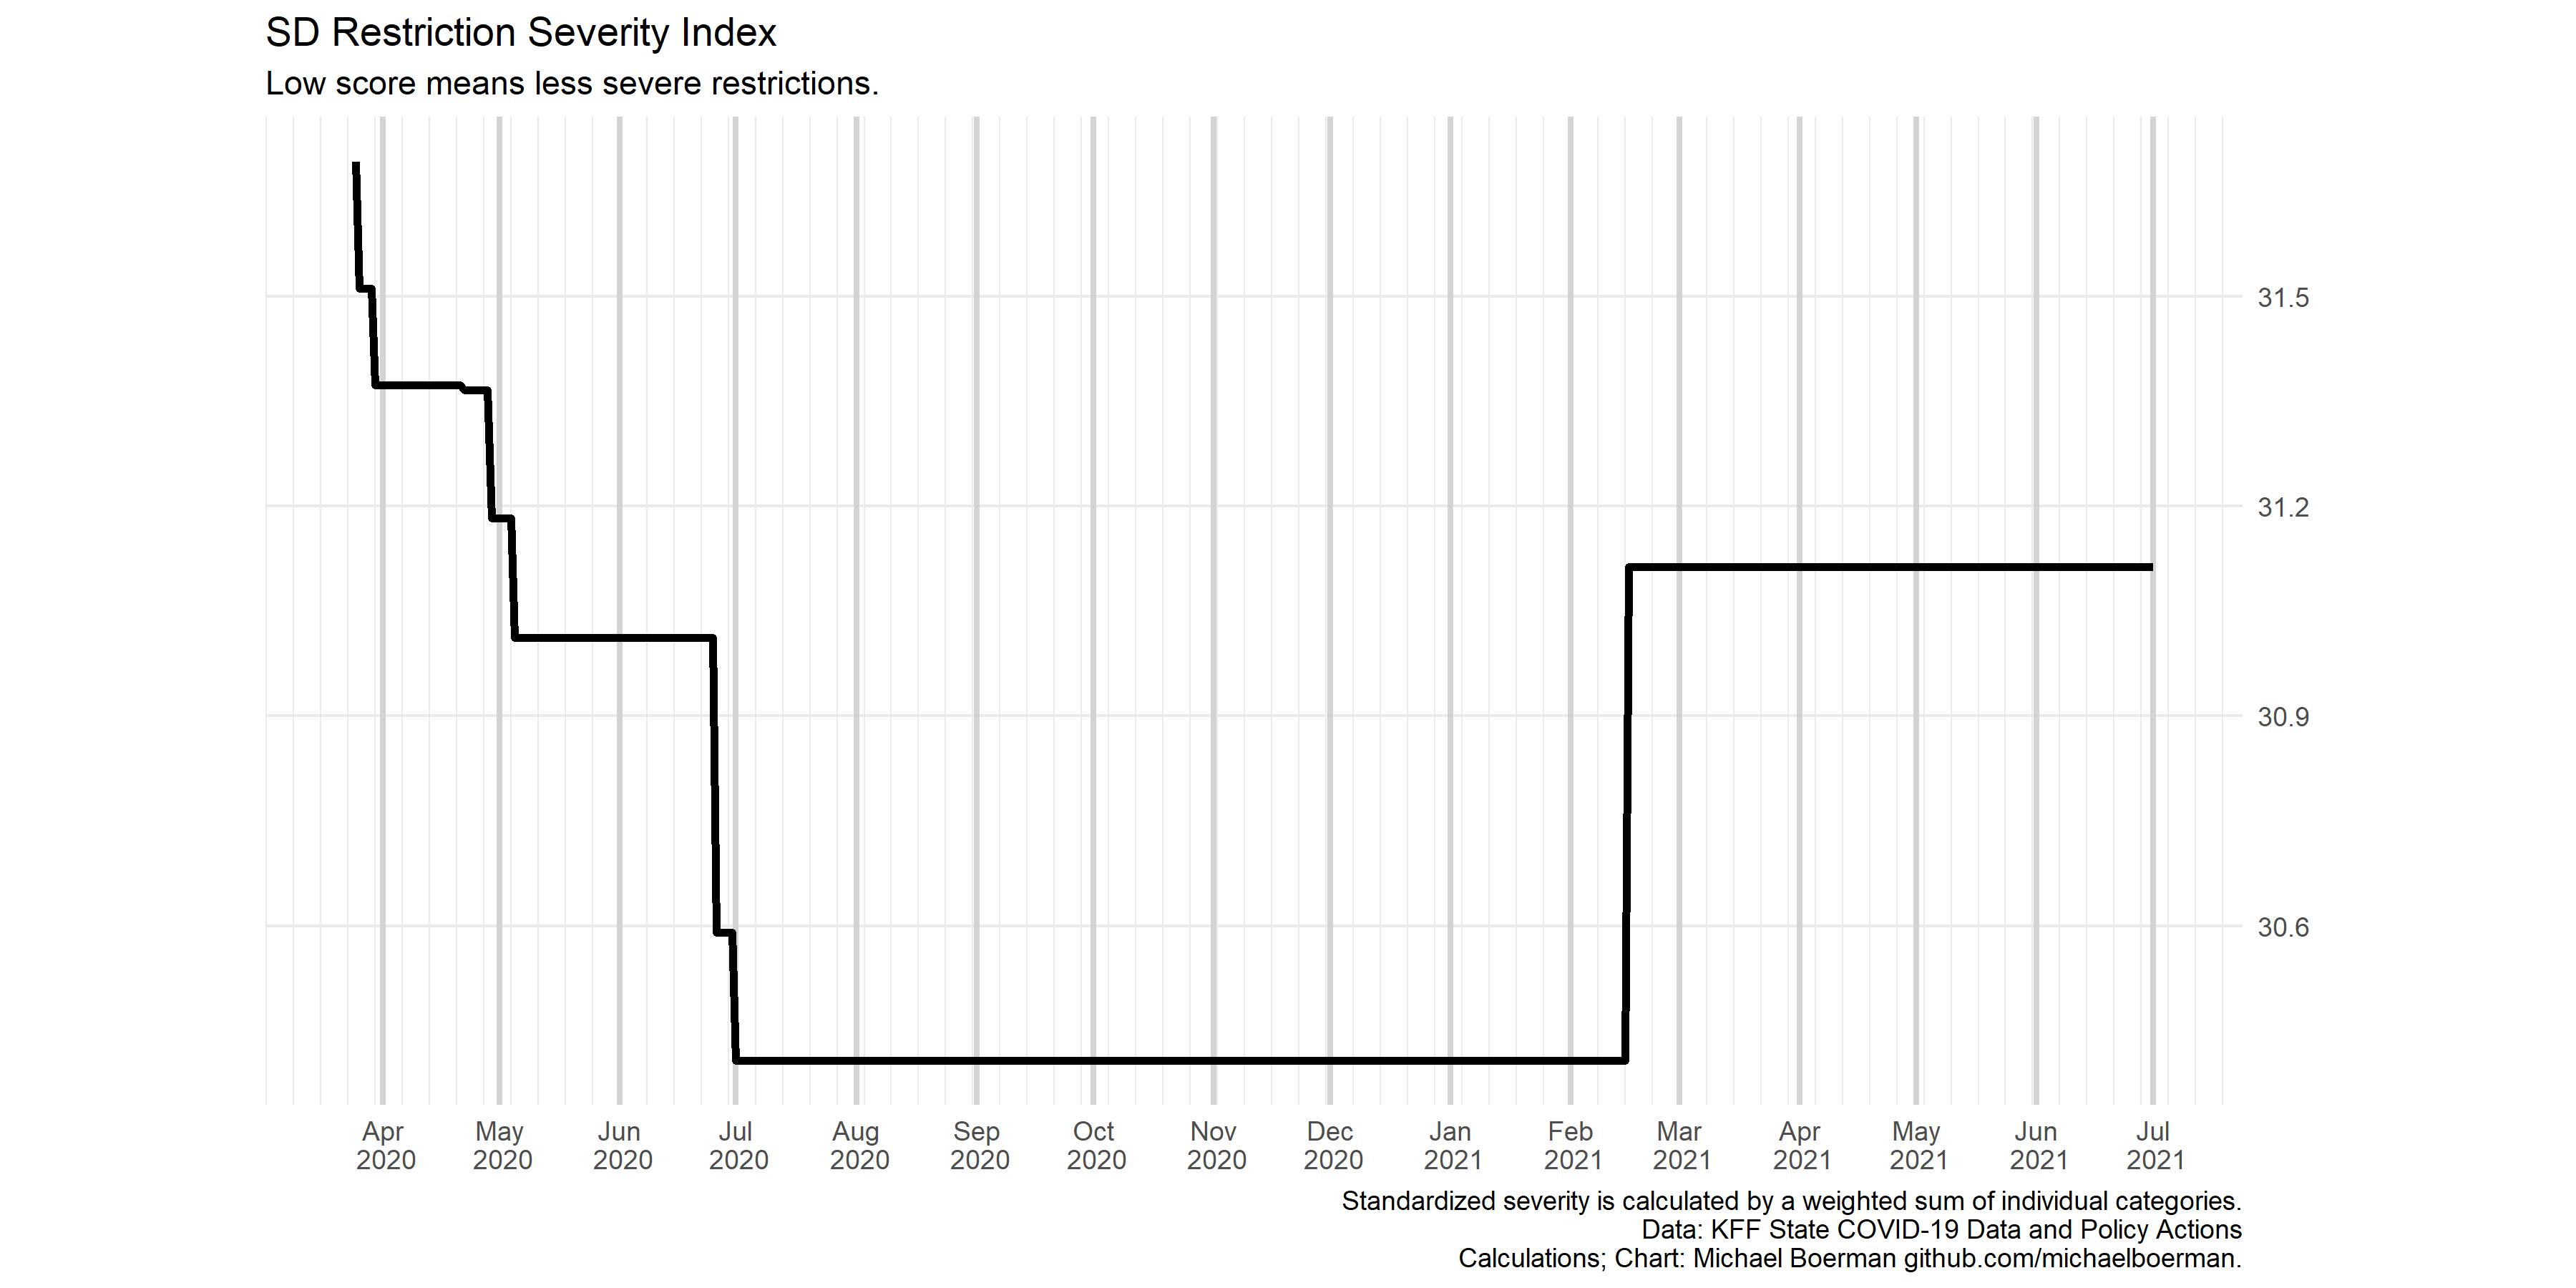 SD Restriction Severity Index
Low score means less severe restrictions.
31.5
31.2
30.9
30.6
Apr May Jun Jul Aug Sep Oct Nov Dec Jan Feb Mar Apr May Jun Jul
2020 2020 2020 2020 2020 2020 2020 2020 2020 2021 2021 2021 2021 2021 2021 2021
Standardized severity is calculated by a weighted sum of individual categories.
Data: KFF State COVID-19 Data and Policy Actions
Calculations; Chart: Michael Boerman github.com/michaelboerman.